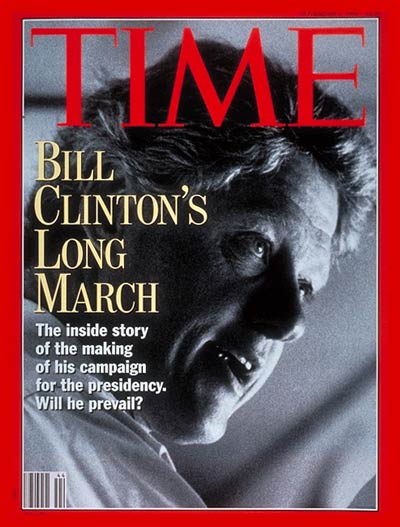 TIME
BILL
CLINTON'S
LONG
MARCH
The inside story
of the making
of his campaign
for the presidency.
Will he prevail?
44